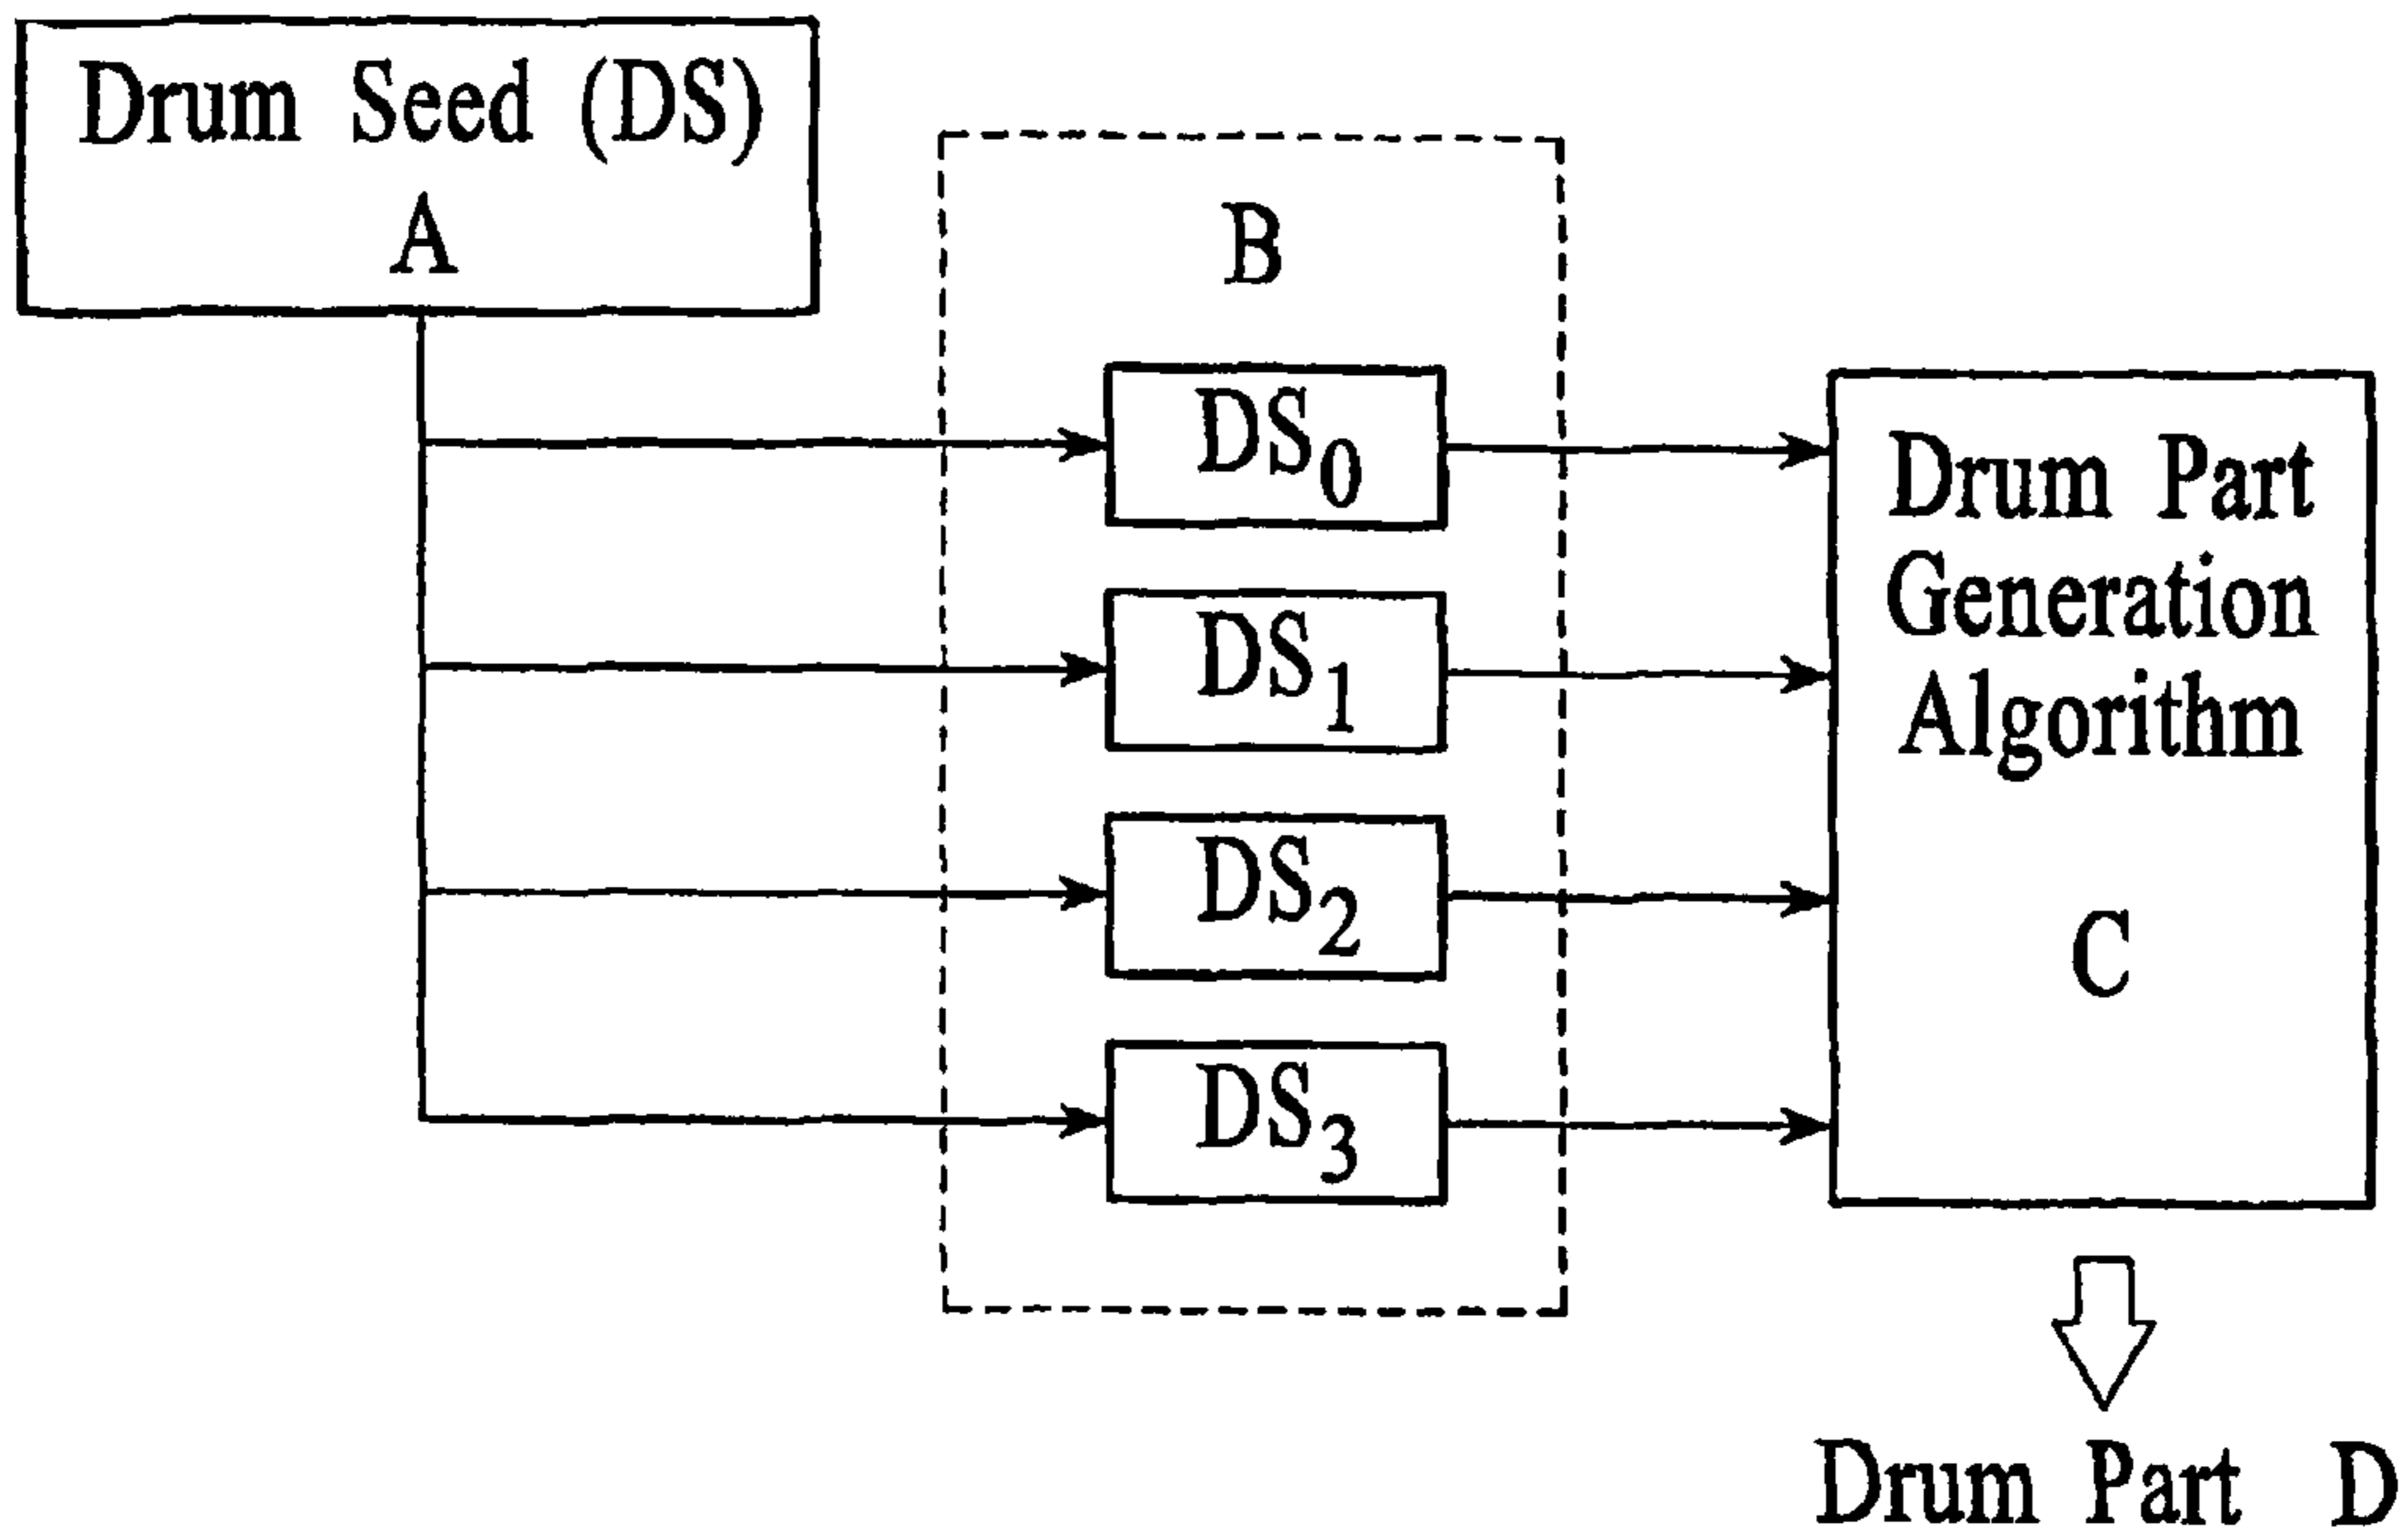 Drum Seed (DS)
A
B
DS0
DS1
DS2
DS3
Drum Part
Generation
Algorithm
C
Drum Part D